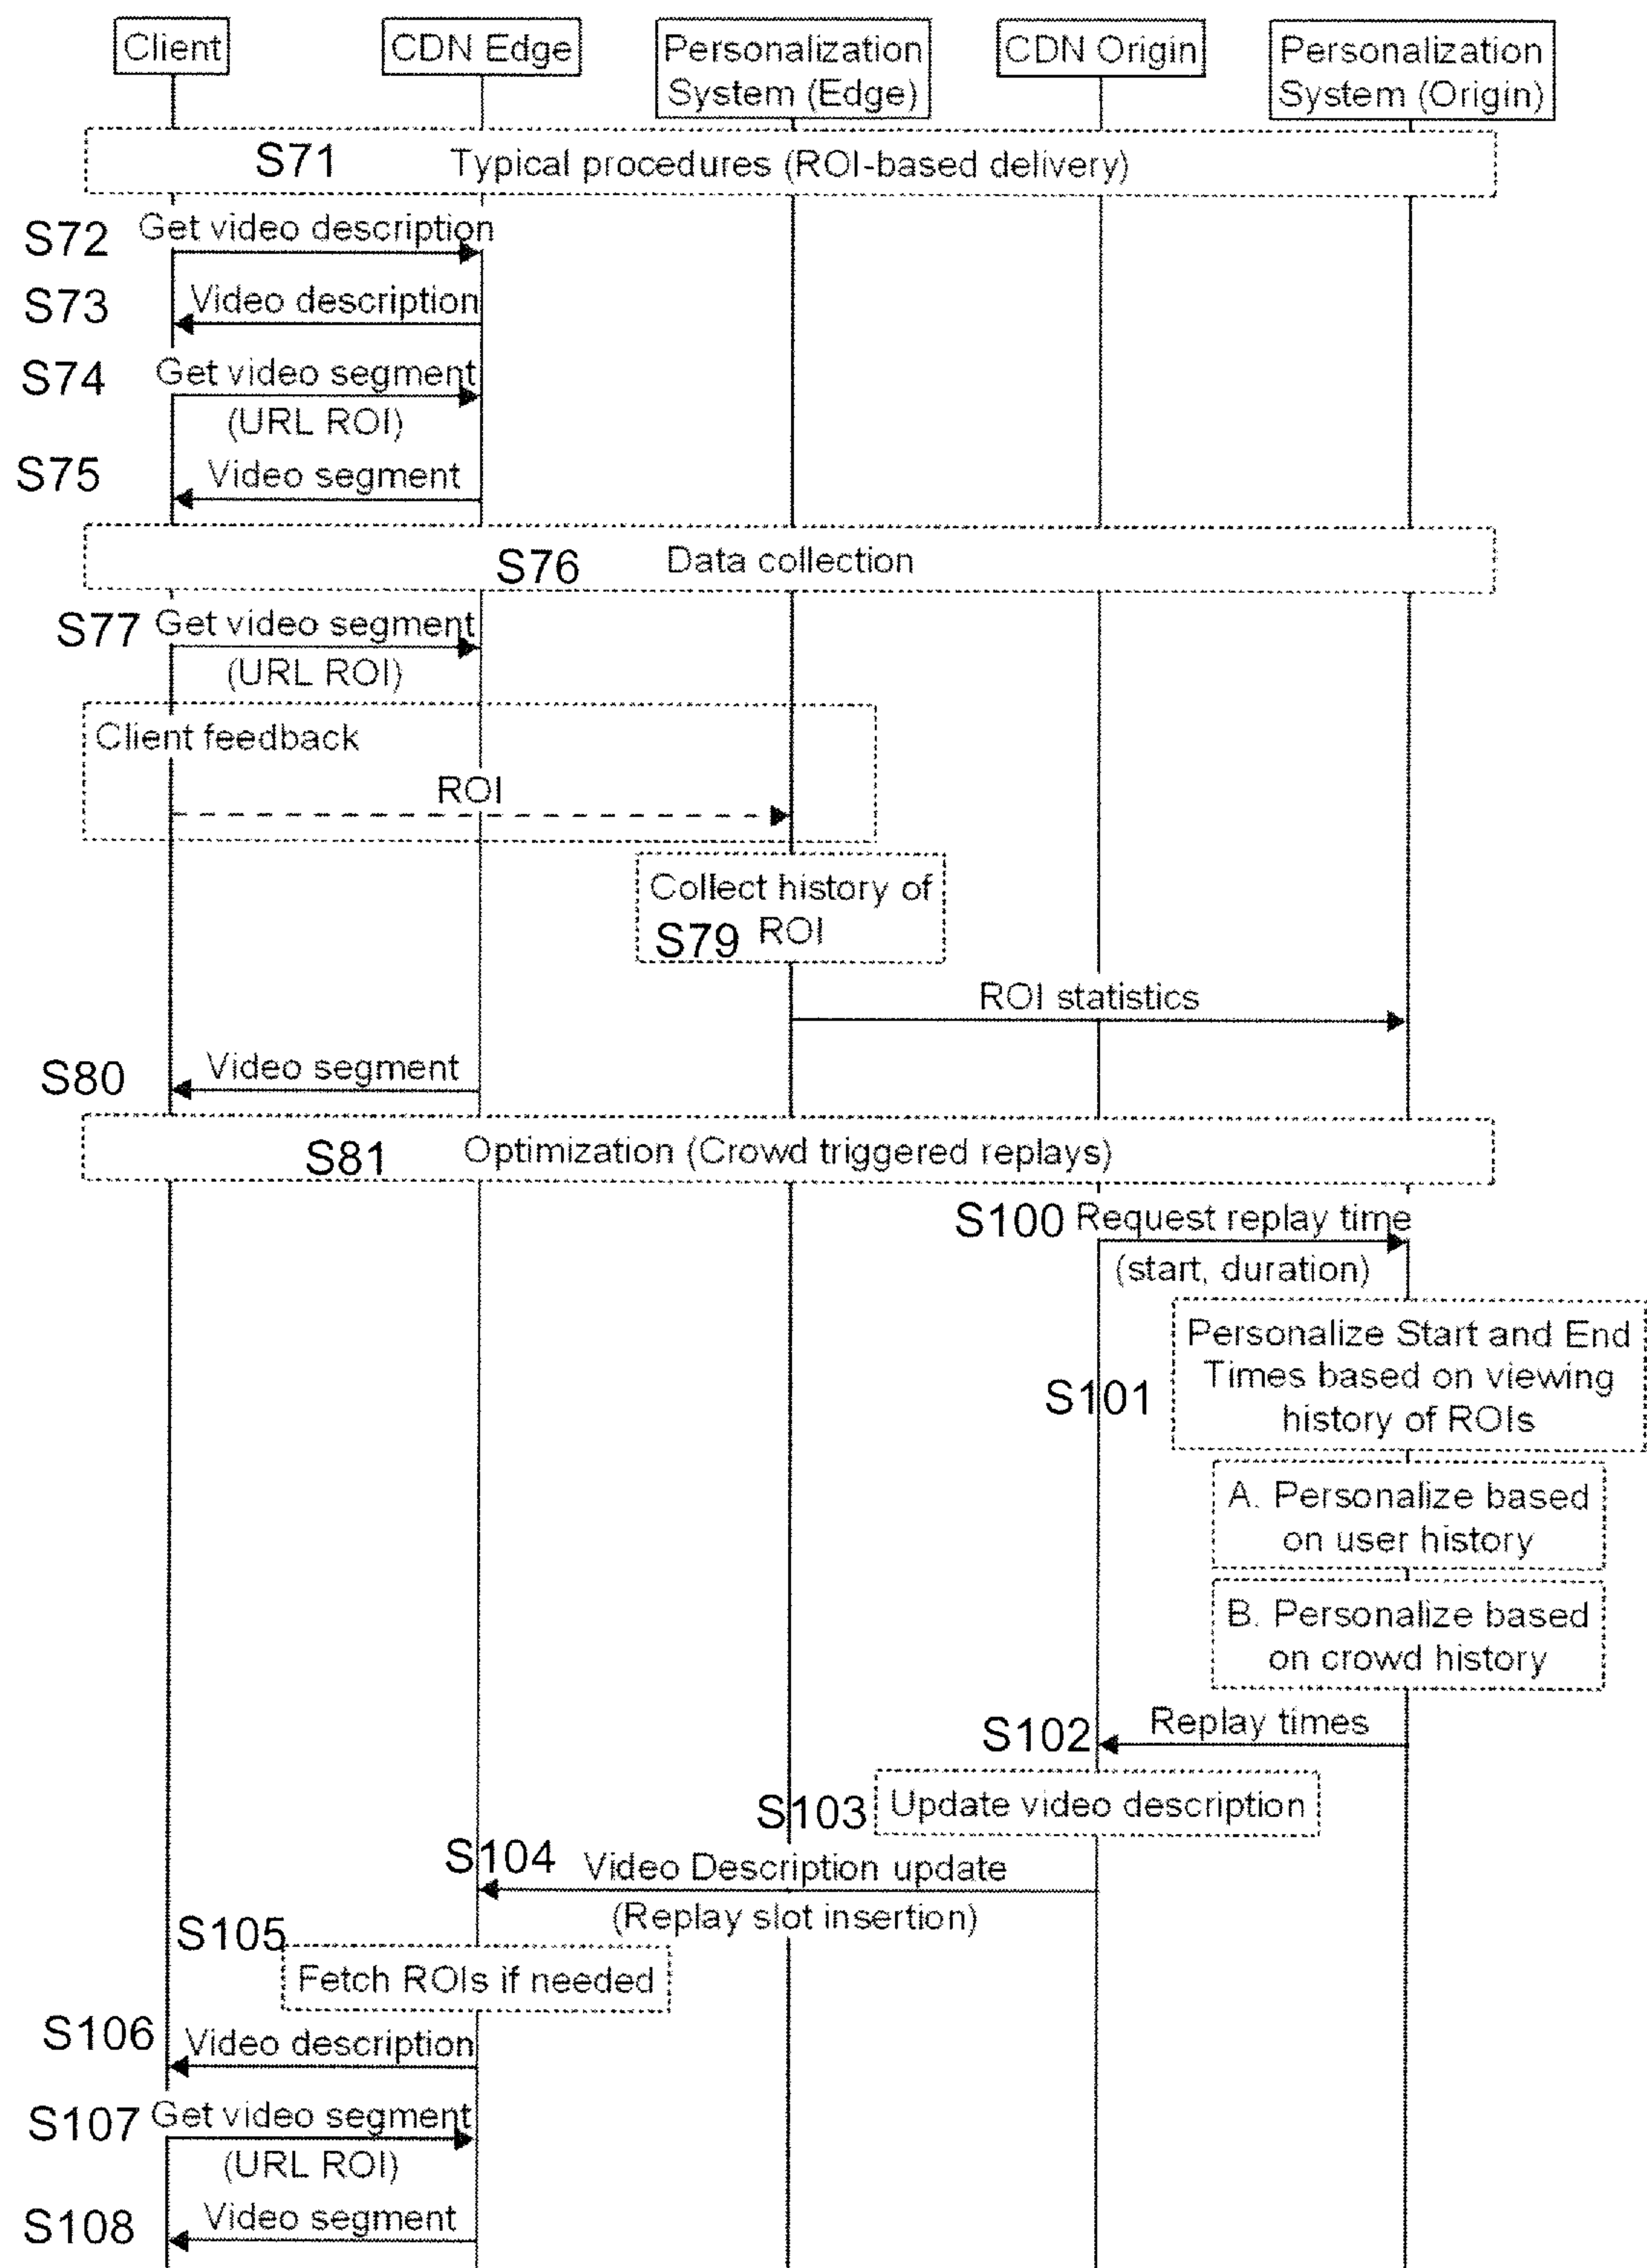 Client
CDN Edge
Personalization
System (Edge)
CDN Origin
Personalization
System (Origin)
S71 Typical procedures (ROI-based delivery)
S72 Get video description
S73 Video description
S74 Get video segment
(URL ROI)
S75 Video segment
S76 Data collection
S77 Get video segment
(URL ROI)
Client feedback
ROI
Collect history of
S79 ROI
ROI statistics
S80 Video segment
S81 Optimization (Crowd triggered replays)
S100 Request replay time
(start, duration)
Personalize Start and End
S101 Times based on viewing
history of ROIs
A. Personalize based
on user history
B. Personalize based
on crowd history
S102 Replay times
S103 Update video description
S104 Video Description update
(Replay slot insertion)
S105
Fetch ROIs if needed
S106 Video description
S107 Get video segment
(URL ROI)
S108 Video segment